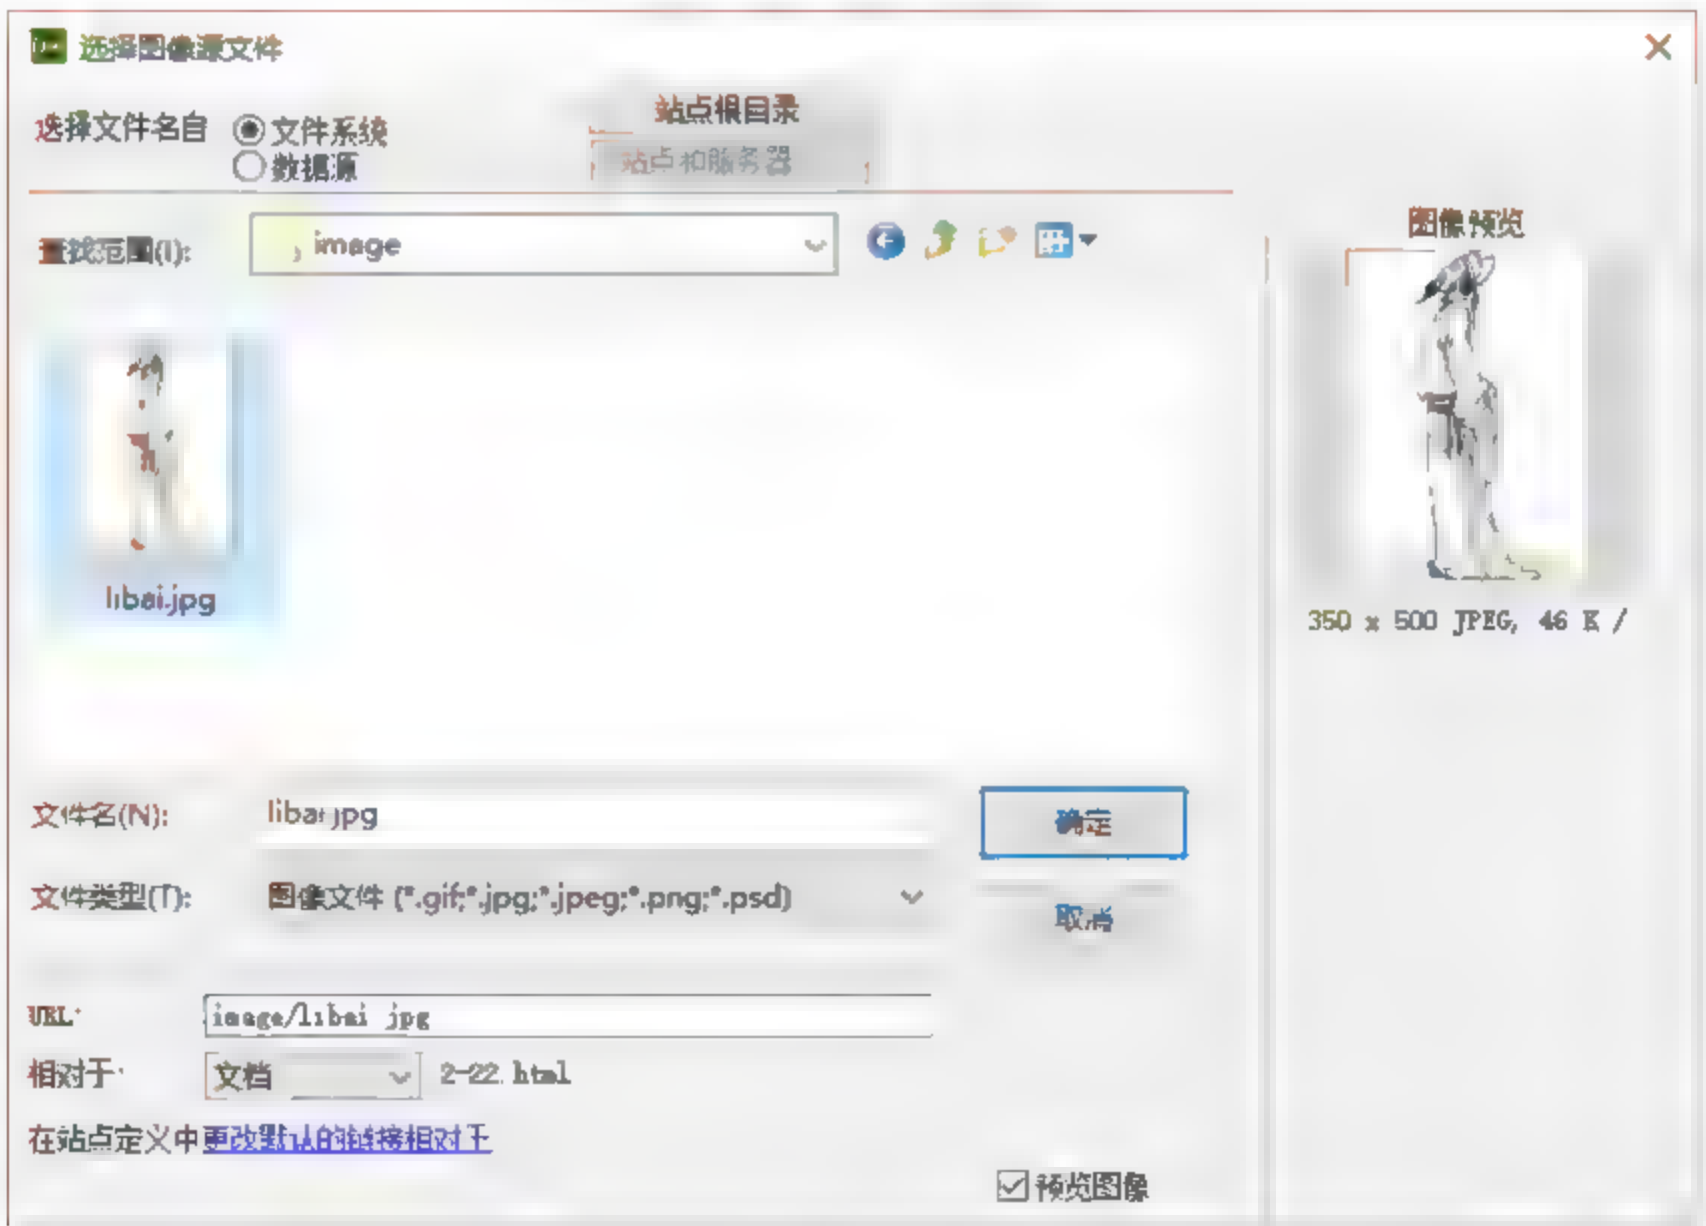 选择图像源文件
选择文件名自 文件系统 站点根目录
数据源 站点和服务器
查找范围(I): image
图像预览
libai.jpg
350 x 500 JPEG, 46 K /
文件名(N): libai.jpg 确定
文件类型(T): 图像文件 (*.gif;*.jpg;*.jpeg;*.png;*.psd)
取消
URL: image/libai.jpg
相对于: 文档 2-22.html
在站点定义中更改默认的链接相对于
预览图像